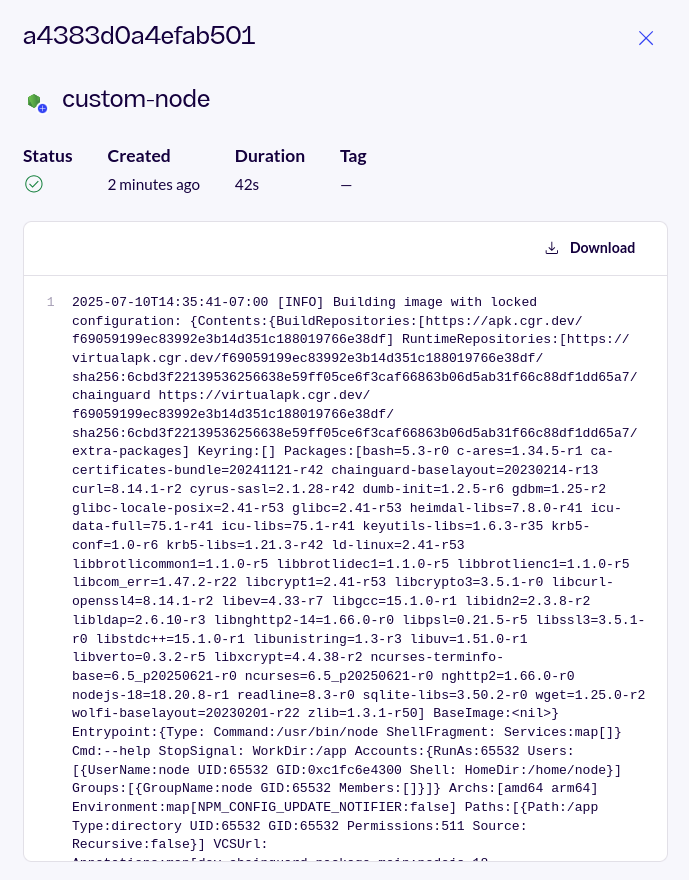 a4383d0a4efab501
custom-node
Status Created Duration Tag
2 minutes ago 42s —
Download
1 2025-07-10T14:35:41-07:00 [INFO] Building image with locked
configuration: {Contents:{BuildRepositories:[https://apk.cgr.dev/
f69059199ec83992e3b14d351c188019766e38df] RuntimeRepositories:[https://
virtualapk.cgr.dev/f69059199ec83992e3b14d351c188019766e38df/
sha256:6cbd3f22139536256638e59ff05ce6f3caf66863b06d5ab31f66c88df1dd65a7/
chainguard https://virtualapk.cgr.dev/
f69059199ec83992e3b14d351c188019766e38df/
sha256:6cbd3f22139536256638e59ff05ce6f3caf66863b06d5ab31f66c88df1dd65a7/
extra-packages] Keyring:[] Packages:[bash=5.3-r0 c-ares=1.34.5-r1 ca-
certificates-bundle=20241121-r42 chainguard-baselayout=20230214-r13
curl=8.14.1-r2 cyrus-sasl=2.1.28-r42 dumb-init=1.2.5-r6 gdbm=1.25-r2
glibc-locale-posix=2.41-r53 glibc=2.41-r53 heimdal-libs=7.8.0-r41 icu-
data-full=75.1-r41 icu-libs=75.1-r41 keyutils-libs=1.6.3-r35 krb5-
conf=1.0-r6 krb5-libs=1.21.3-r42 ld-linux=2.41-r53
libbrotlicommon1=1.1.0-r5 libbrotlidec1=1.1.0-r5 libbrotlienc1=1.1.0-r5
libcom_err=1.47.2-r22 libcrypt1=2.41-r53 libcrypto3=3.5.1-r0 libcurl-
openssl4=8.14.1-r2 libev=4.33-r7 libgcc=15.1.0-r1 libidn2=2.3.8-r2
libldap=2.6.10-r3 libnghttp2-14=1.66.0-r0 libpsl=0.21.5-r5 libssl3=3.5.1-
r0 libstdc++=15.1.0-r1 libunistring=1.3-r3 libuv=1.51.0-r1
libverto=0.3.2-r5 libxcrypt=4.4.38-r2 ncurses-terminfo-
base=6.5_p20250621-r0 ncurses=6.5_p20250621-r0 nghttp2=1.66.0-r0
nodejs-18=18.20.8-r1 readline=8.3-r0 sqlite-libs=3.50.2-r0 wget=1.25.0-r2
wolfi-baselayout=20230201-r22 zlib=1.3.1-r50] BaseImage:<nil>}
Entrypoint:{Type: Command:/usr/bin/node ShellFragment: Services:map[]}
Cmd:--help StopSignal: WorkDir:/app Accounts:{RunAs:65532 Users:
[{UserName:node UID:65532 GID:0xc1fc6e4300 Shell: HomeDir:/home/node}]
Groups:[{GroupName:node GID:65532 Members:[]}]} Archs:[amd64 arm64]
Environment:map[NPM_CONFIG_UPDATE_NOTIFIER:false] Paths:[{Path:/app
Type:directory UID:65532 GID:65532 Permissions:511 Source:
Recursive:false}] VCSUrl:
Annotations:map[dev.chainguard.package.main:nodejs-18